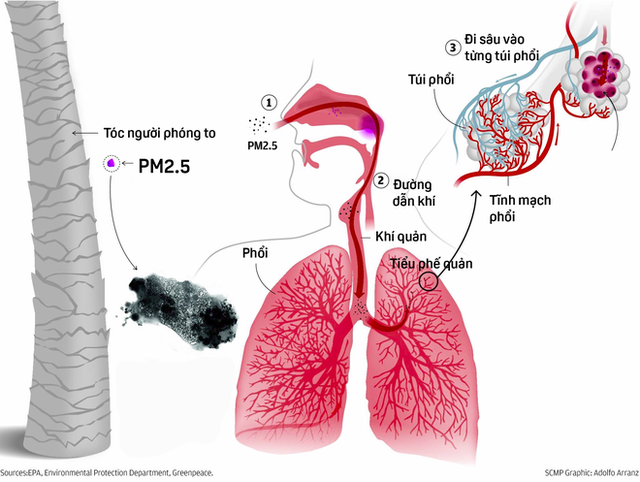 Tóc người phóng to
PM2.5
1
PM2.5
2
Đường
dẫn khí
Khí quản
Phổi
Tiểu phế quản
3
Đi sâu vào
từng túi phổi
Túi phổi
Tĩnh mạch
phổi
Sources:EPA, Environmental Protection Department, Greenpeace.
SCMP Graphic: Adolfo Arranz